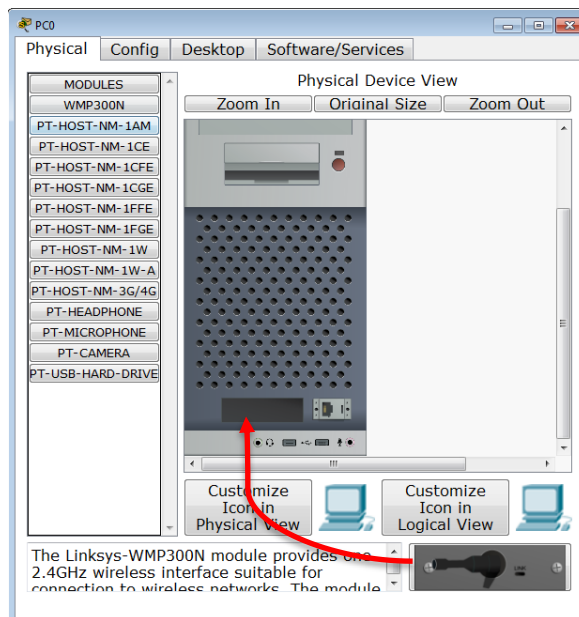 PC0
Physical
Config
Desktop
Software/Services
MODULES
WMP300N
PT-HOST-NM-1AM
PT-HOST-NM-1CE
PT-HOST-NM-1CFE
PT-HOST-NM-1CGE
PT-HOST-NM-1FFE
PT-HOST-NM-1FGE
PT-HOST-NM-1W
PT-HOST-NM-1W-A
PT-HOST-NM-3G/4G
PT-HEADPHONE
PT-MICROPHONE
PT-CAMERA
PT-USB-HARD-DRIVE
Physical Device View
Zoom In
Original Size
Zoom Out
Customize
Icon in
Physical View
Customize
Icon in
Logical View
The Linksys-WMP300N module provides one
2.4GHz wireless interface suitable for
connection to wireless networks. The module